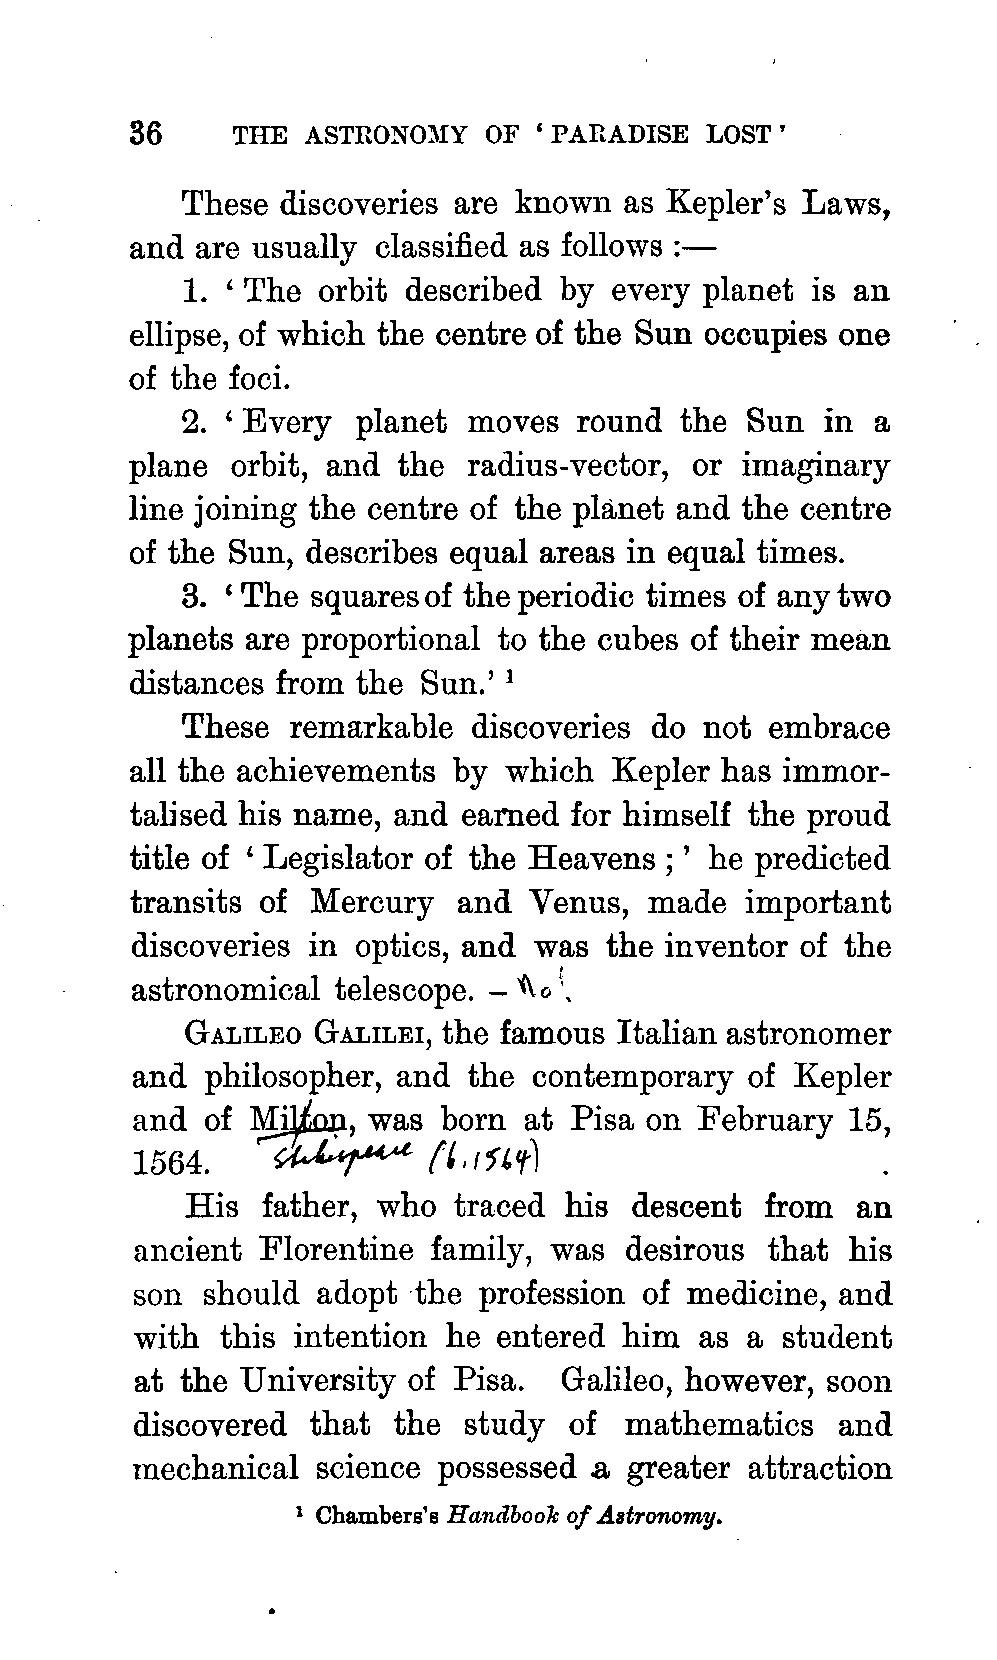 36 THE ASTRONOMY OF ‘PARADISE LOST’
These discoveries are known as Kepler’s Laws,
and are usually classified as follows :—
1. ‘The orbit described by every planet is an
ellipse, of which the centre of the Sun occupies one
of the foci.
2. ‘Every planet moves round the Sun in a
plane orbit, and the radius-vector, or imaginary
line joining the centre of the planet and the centre
of the Sun, describes equal areas in equal times.
3. ‘The squares of the periodic times of any two
planets are proportional to the cubes of their mean
distances from the Sun.’ ¹
These remarkable discoveries do not embrace
all the achievements by which Kepler has immor-
talised his name, and earned for himself the proud
title of ‘Legislator of the Heavens ;’ he predicted
transits of Mercury and Venus, made important
discoveries in optics, and was the inventor of the
astronomical telescope. – No!
GALILEO GALILEI, the famous Italian astronomer
and philosopher, and the contemporary of Kepler
and of Milton, was born at Pisa on February 15,
1564. Shakespeare (b. 1564)
His father, who traced his descent from an
ancient Florentine family, was desirous that his
son should adopt the profession of medicine, and
with this intention he entered him as a student
at the University of Pisa. Galileo, however, soon
discovered that the study of mathematics and
mechanical science possessed a greater attraction
¹ Chambers’s Handbook of Astronomy.